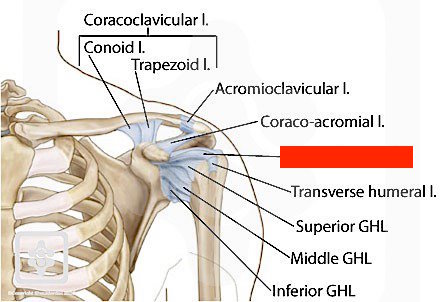 Coracoclavicular l.
Conoid l.
Trapezoid l.
Acromioclavicular l.
Coraco-acromial l.
Transverse humeral l.
Superior GHL
Middle GHL
Inferior GHL